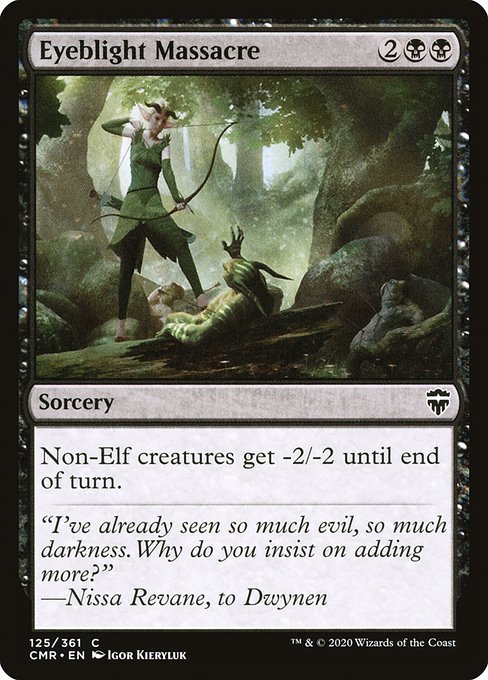 Eyeblight Massacre 2
Sorcery
Non-Elf creatures get -2/-2 until end
of turn.
“I’ve already seen so much evil, so much
darkness. Why do you insist on adding
more?”
—Nissa Revane, to Dwynen
125/361 C
CMR • EN Igor Kieryluk
™ & © 2020 Wizards of the Coast